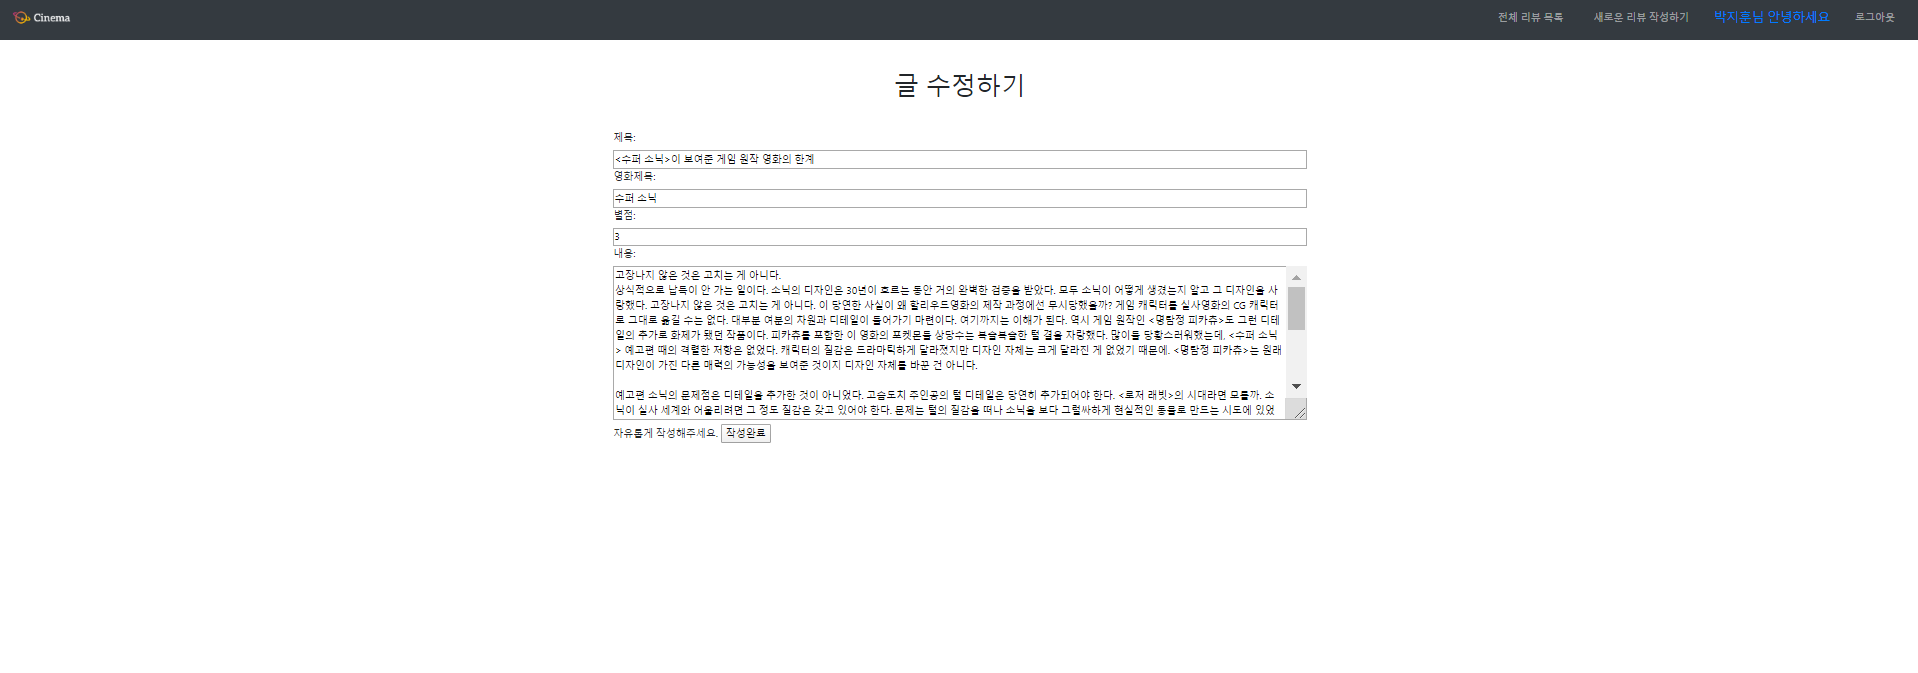 Cinema
전체 리뷰 목록
새로운 리뷰 작성하기
박지훈님 안녕하세요
로그아웃
글 수정하기
제목:
<수퍼 소닉>이 보여준 게임 원작 영화의 한계
영화제목:
수퍼 소닉
별점:
3
내용:
고장나지 않은 것은 고치는 게 아니다.
상식적으로 납득이 안 가는 일이다. 소닉의 디자인은 30년이 흐르는 동안 거의 완벽한 검증을 받았다. 모두 소닉이 어떻게 생겼는지 알고 그 디자인을 사
랑했다. 고장나지 않은 것은 고치는 게 아니다. 이 당연한 사실이 왜 할리우드영화의 제작 과정에선 무시당했을까? 게임 캐릭터를 실사영화의 CG 캐릭터
로 그대로 옮길 수는 없다. 대부분 여분의 차원과 디테일이 들어가기 마련이다. 여기까지는 이해가 된다. 역시 게임 원작인 <명탐정 피카츄>도 그런 디테
일의 추가로 화제가 됐던 작품이다. 피카츄를 포함한 이 영화의 포켓몬들 상당수는 복슬복슬한 털 결을 자랑했다. 많이들 당황스러워했는데, <수퍼 소닉
> 예고편 때의 격렬한 저항은 없었다. 캐릭터의 질감은 드라마틱하게 달라졌지만 디자인 자체는 크게 달라진 게 없었기 때문에. <명탐정 피카츄>는 원래
디자인이 가진 다른 매력의 가능성을 보여준 것이지 디자인 자체를 바꾼 건 아니다.
예고편 소닉의 문제점은 디테일을 추가한 것이 아니었다. 고슴도치 주인공의 털 디테일은 당연히 추가되어야 한다. <로저 래빗>의 시대라면 모를까, 소
닉이 실사 세계와 어울리려면 그 정도 질감은 갖고 있어야 한다. 문제는 털의 질감을 떠나 소닉을 보다 그럴싸하게 현실적인 동물로 만드는 시도에 있었
자유롭게 작성해주세요. 작성완료